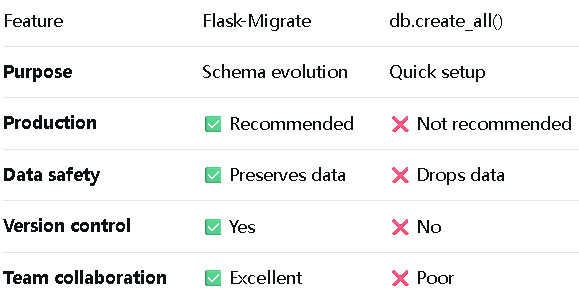 Feature Flask-Migrate db.create_all()
Purpose Schema evolution Quick setup
Production ✅ Recommended ❌ Not recommended
Data safety ✅ Preserves data ❌ Drops data
Version control ✅ Yes ❌ No
Team collaboration ✅ Excellent ❌ Poor